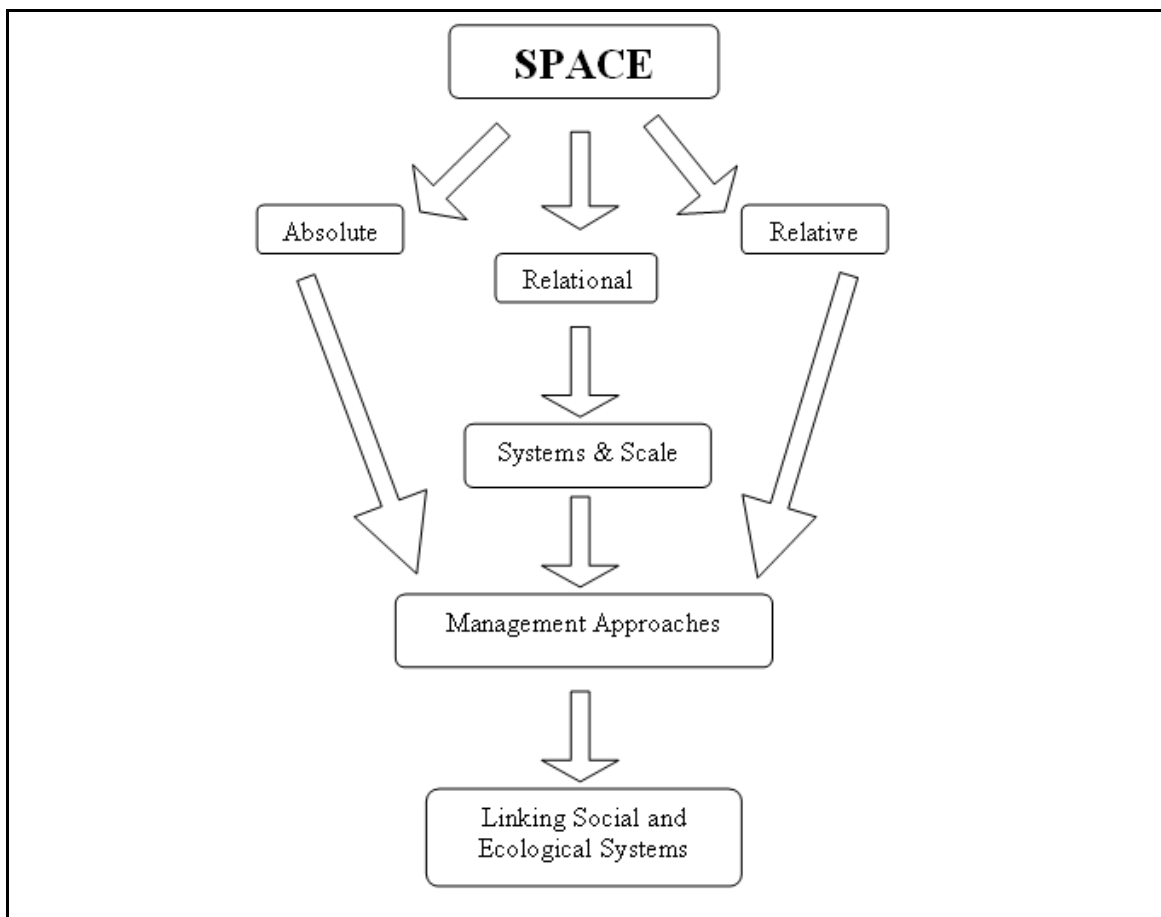 SPACE
Absolute
Relative
Relational
Systems & Scale
Management Approaches
Linking Social and
Ecological Systems